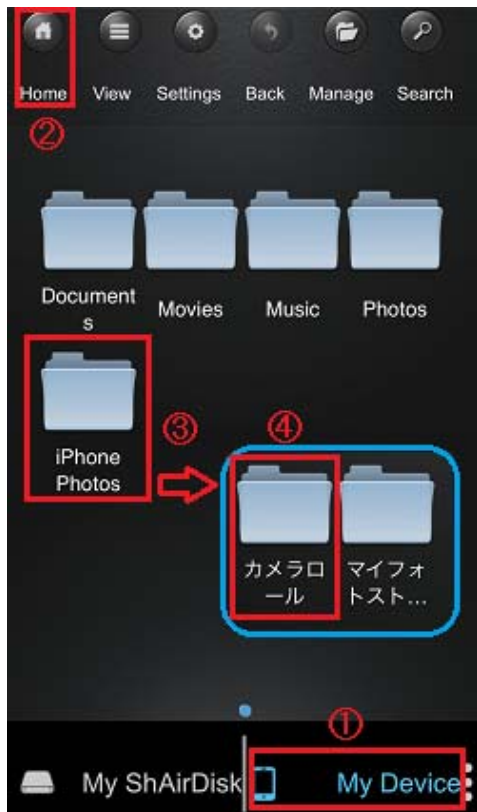 Home View Settings Back Manage Search
②
Document
s
Movies Music Photos
③
④
iPhone
Photos
カメラロ
ール
マイフォ
トスト...
①
My ShAirDisk
My Device